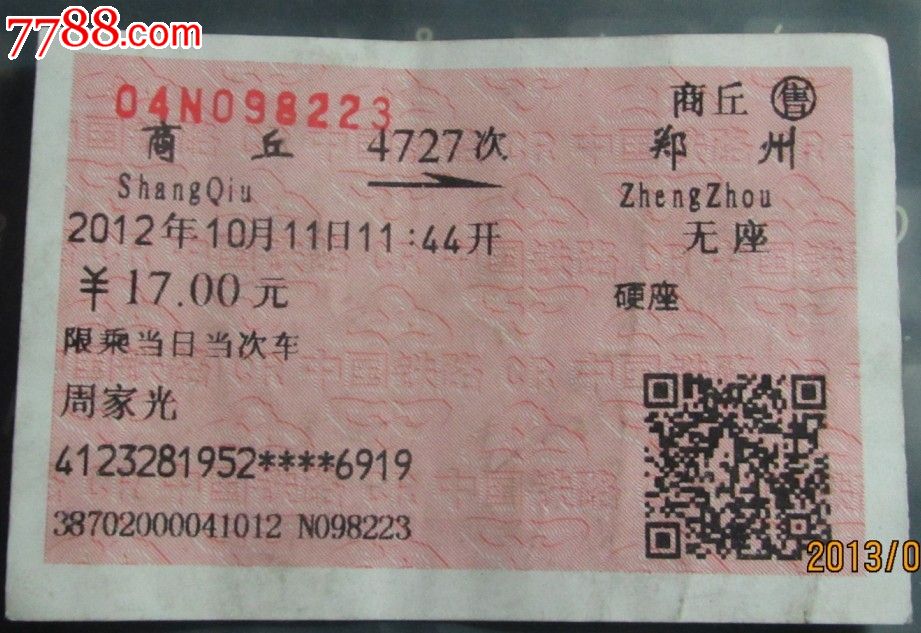 7788.com
04N098223
商丘 售
商丘 4727次 郑州
ShangQiu ZhengZhou
2012年10月11日11:44开 无座
¥17.00元 硬座
限乘当日当次车
周家光
4123281952****6919
38702000041012 N098223
2013/0